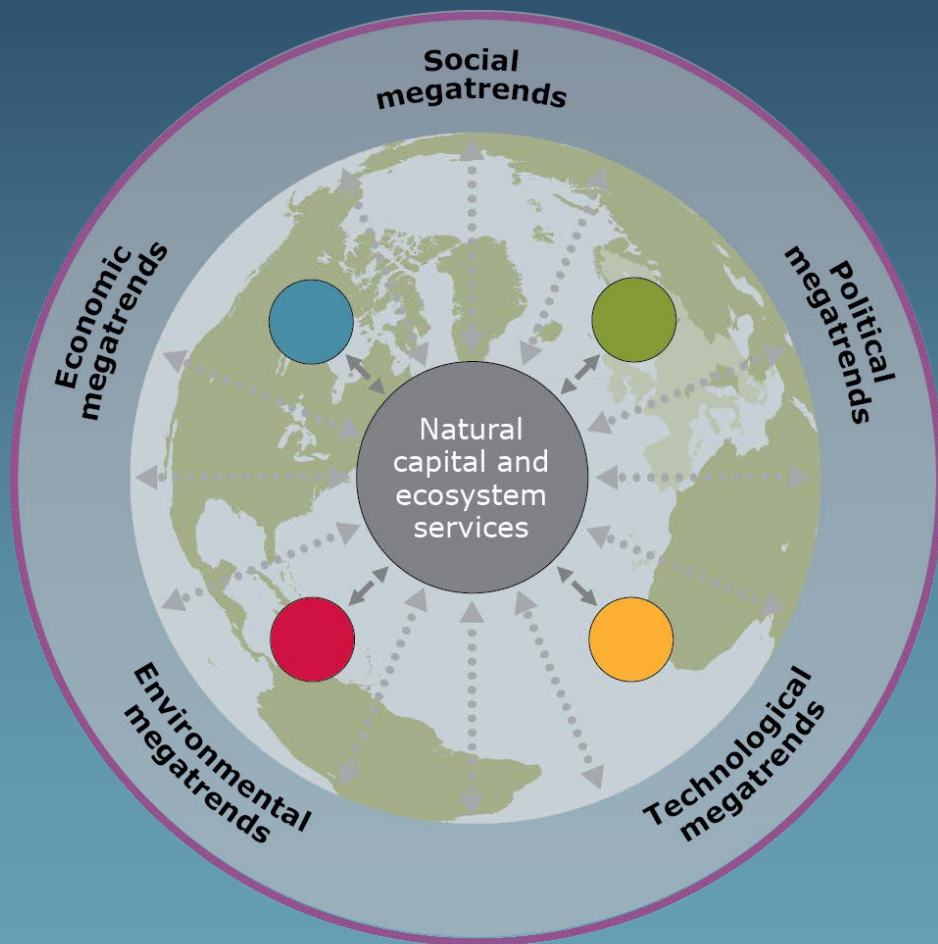 Social
megatrends
Economic
megatrends
Political
megatrends
Natural
capital and
ecosystem
services
Environmental
megatrends
Technological
megatrends